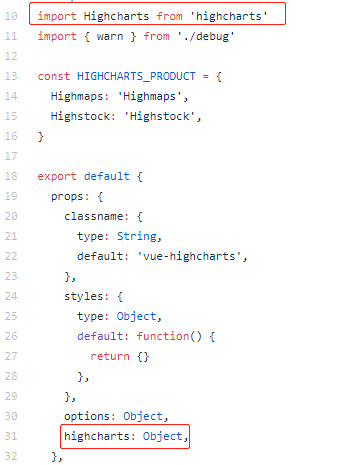 10 import Highcharts from 'highcharts'
11 import { warn } from './debug'
12
13 const HIGHCHARTS_PRODUCT = {
14   Highmaps: 'Highmaps',
15   Highstock: 'Highstock',
16 }
17
18 export default {
19   props: {
20     classname: {
21       type: String,
22       default: 'vue-highcharts',
23     },
24     styles: {
25       type: Object,
26       default: function() {
27         return {}
28       },
29     },
30     options: Object,
31     highcharts: Object,
32   },